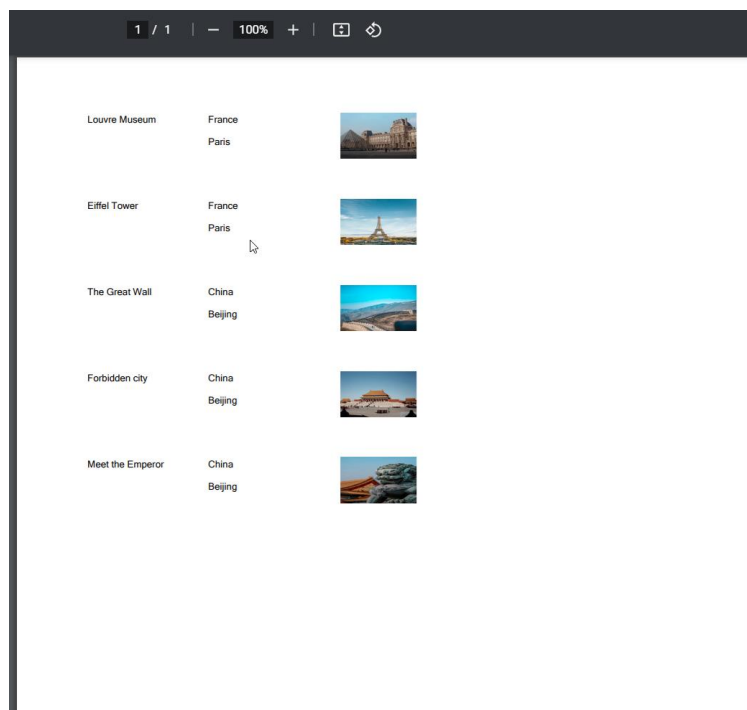 1 / 1 | — 100% + |
Louvre Museum France
Paris
Eiffel Tower France
Paris
The Great Wall China
Beijing
Forbidden city China
Beijing
Meet the Emperor China
Beijing